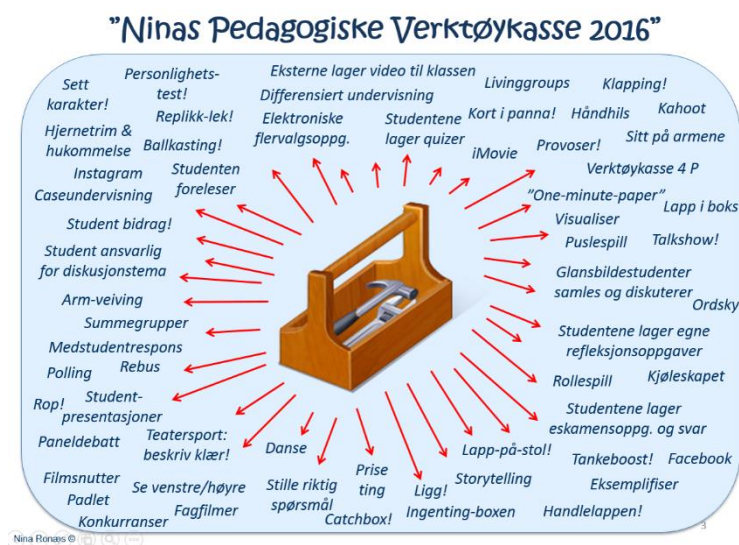 ”Ninas Pedagogiske Verktøykasse 2016”
Sett
karakter!
Personlighets-
test!
Eksterne lager video til klassen
Livinggroups
Klapping!
Replikk-lek!
Differensiert undervisning
Hjernetrim &
hukommelse
Ballkasting!
Elektroniske
flervalgsoppg.
Studentene
lager quizer
Kort i panna!
Håndhils
Kahoot
iMovie
Provoser!
Sitt på armene
Instagram
Studenten
foreleser
Verktøykasse 4 P
Caseundervisning
”One-minute-paper”
Lapp i boks
Student bidrag!
Visualiser
Puslespill
Talkshow!
Student ansvarlig
for diskusjonstema
Glansbildestudenter
samles og diskuterer
Ordsky
Arm-veiving
Summegrupper
Studentene lager egne
refleksjonsoppgaver
Medstudentrespons
Polling
Rebus
Rollespill
Kjøleskapet
Rop!
Student-
presentasjoner
Studentene lager
eskamensoppg. og svar
Paneldebatt
Teatersport:
beskriv klær!
Danse
Lapp-på-stol!
Tankeboost!
Facebook
Filmsnutter
Se venstre/høyre
Stille riktig
spørsmål
Prise
ting
Ligg!
Storytelling
Eksemplifiser
Padlet
Konkurranser
Fagfilmer
Catchbox!
Ingenting-boxen
Handlelappen!
3
Nina Ronæs ©